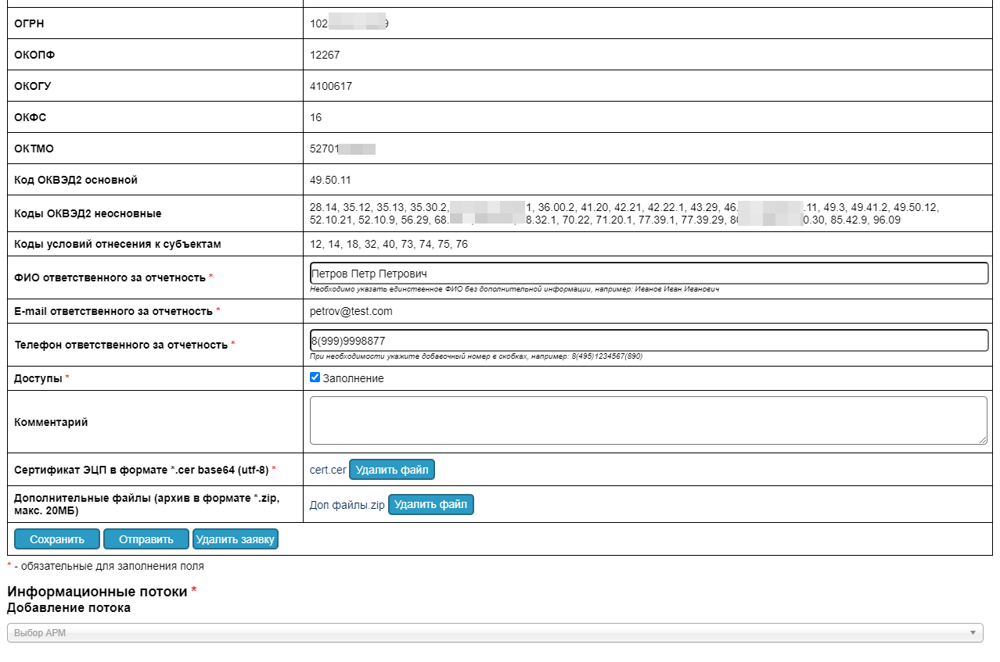 ОГРН
102 9
ОКОПФ
12267
ОКОГУ
4100617
ОКФС
16
ОКТМО
52701
Код ОКВЭД2 основной
49.50.11
Коды ОКВЭД2 неосновные
28.14, 35.12, 35.13, 35.30.2, 1, 36.00.2, 41.20, 42.21, 42.22.1, 43.29, 46. .11, 49.3, 49.41.2, 49.50.12,
52.10.21, 52.10.9, 56.29, 68. 8.32.1, 70.22, 71.20.1, 77.39.1, 77.39.29, 80 0.30, 85.42.9, 96.09
Коды условий отнесения к субъектам
12, 14, 18, 32, 40, 73, 74, 75, 76
ФИО ответственного за отчетность *
Петров Петр Петрович
Необходимо указать единственное ФИО без дополнительной информации, например: Иванов Иван Иванович
E-mail ответственного за отчетность *
petrov@test.com
Телефон ответственного за отчетность *
8(999)9998877
При необходимости укажите добавочный номер в скобках, например: 8(495)1234567(890)
Доступы *
Заполнение
Комментарий
Сертификат ЭЦП в формате *.cer base64 (utf-8) *
cert.cer Удалить файл
Дополнительные файлы (архив в формате *.zip,
макс. 20МБ)
Доп файлы.zip Удалить файл
Сохранить Отправить Удалить заявку
* - обязательные для заполнения поля
Информационные потоки *
Добавление потока
Выбор АРМ